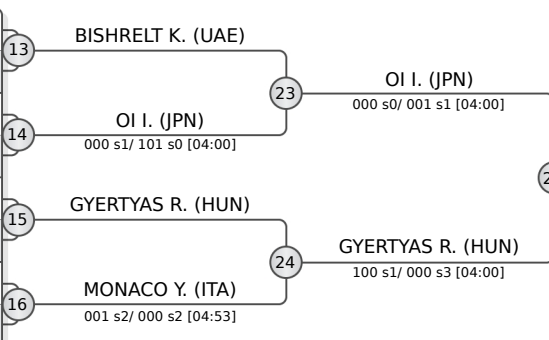 BISHRELT K. (UAE)
13
OI I. (JPN)
23
000 s0/ 001 s1 [04:00]
OI I. (JPN)
14
000 s1/ 101 s0 [04:00]
GYERTYAS R. (HUN)
15
GYERTYAS R. (HUN)
24
100 s1/ 000 s3 [04:00]
MONACO Y. (ITA)
16
001 s2/ 000 s2 [04:53]